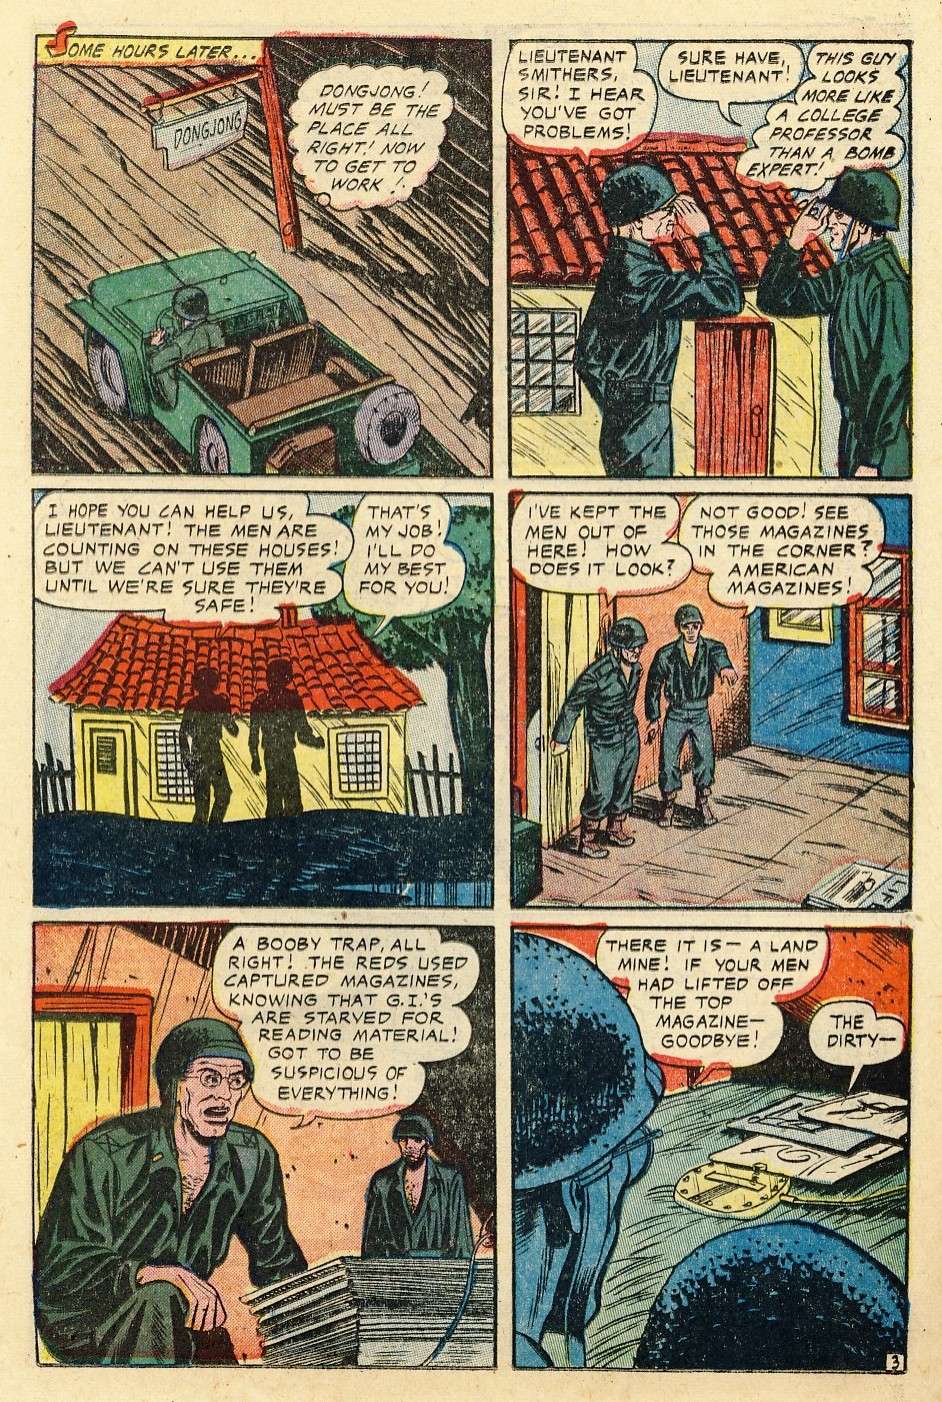 SOME HOURS LATER...
DONGJONG!
MUST BE THE
PLACE ALL
RIGHT! NOW
TO GET TO
WORK!
DONGJONG
LIEUTENANT
SMITHERS,
SIR! I HEAR
YOU'VE GOT
PROBLEMS!
SURE HAVE,
LIEUTENANT!
THIS GUY
LOOKS
MORE LIKE
A COLLEGE
PROFESSOR
THAN A BOMB
EXPERT!
I HOPE YOU CAN HELP US,
LIEUTENANT! THE MEN ARE
COUNTING ON THESE HOUSES!
BUT WE CAN'T USE THEM
UNTIL WE'RE SURE THEY'RE
SAFE!
THAT'S
MY JOB!
I'LL DO
MY BEST
FOR YOU!
I'VE KEPT THE
MEN OUT OF
HERE! HOW
DOES IT LOOK?
NOT GOOD! SEE
THOSE MAGAZINES
IN THE CORNER?
AMERICAN
MAGAZINES!
A BOOBY TRAP, ALL
RIGHT! THE REDS USED
CAPTURED MAGAZINES,
KNOWING THAT G.I.'S
ARE STARVED FOR
READING MATERIAL!
GOT TO BE
SUSPICIOUS OF
EVERYTHING!
THERE IT IS— A LAND
MINE! IF YOUR MEN
HAD LIFTED OFF
THE TOP
MAGAZINE—
GOODBYE!
THE
DIRTY—
3